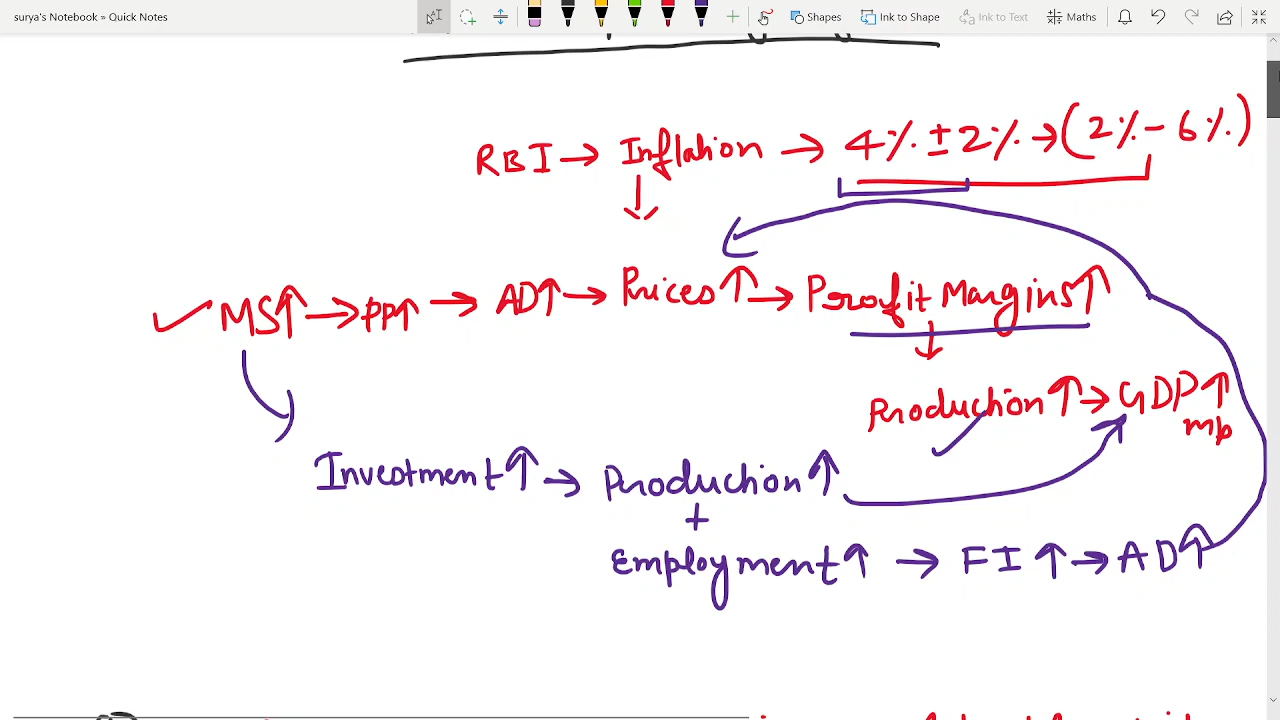 surya's Notebook » Quick Notes
Shapes Ink to Shape Ink to Text Maths
RBI → Inflation → 4% ± 2% → (2% - 6%)
↓
✓ MS↑ → PP↑ → AD↑ → Prices ↑ → Profit Margins ↑
↓
Production ↑ → GDP ↑
mp
Investment ↑ → Production ↑
+
Employment ↑ → FI ↑ → AD ↑